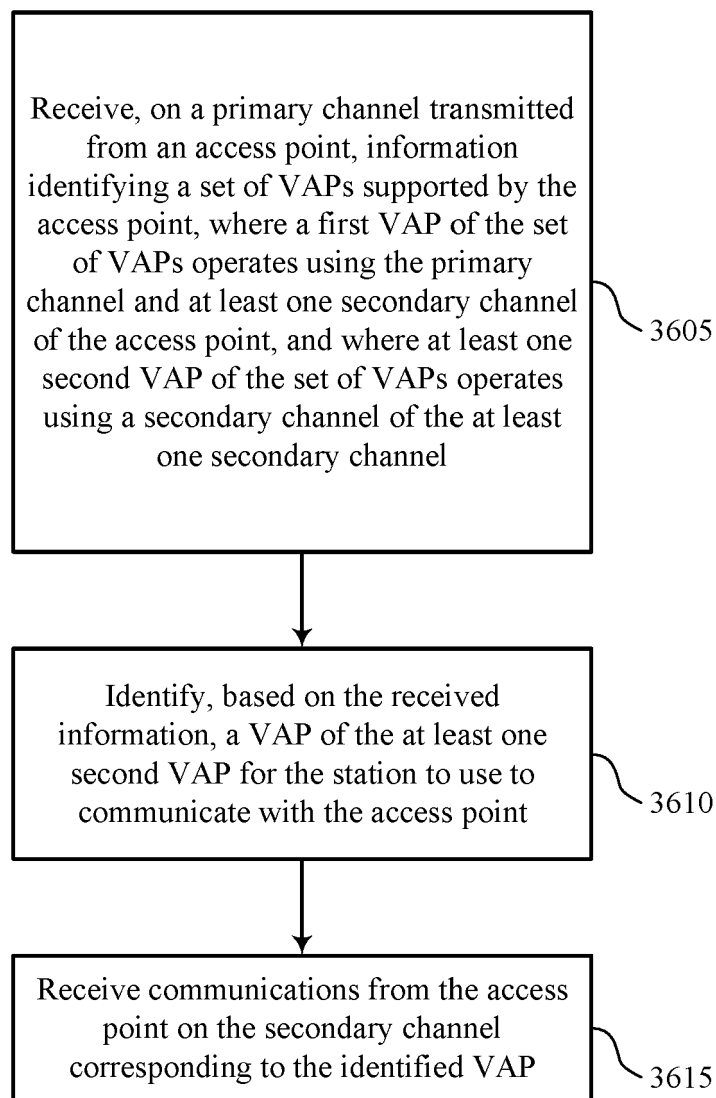 Receive, on a primary channel transmitted
from an access point, information
identifying a set of VAPs supported by the
access point, where a first VAP of the set
of VAPs operates using the primary
channel and at least one secondary channel
of the access point, and where at least one
second VAP of the set of VAPs operates
using a secondary channel of the at least
one secondary channel
3605
Identify, based on the received
information, a VAP of the at least one
second VAP for the station to use to
communicate with the access point
3610
Receive communications from the access
point on the secondary channel
corresponding to the identified VAP
3615